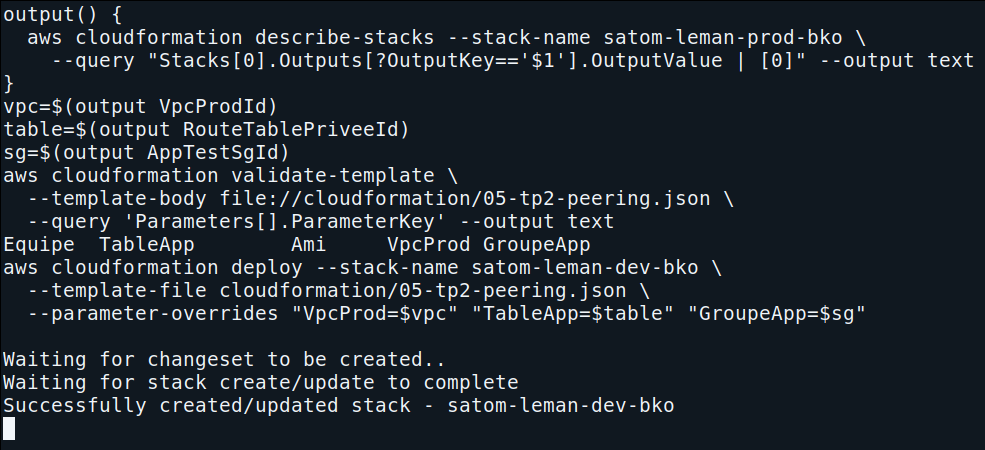 output() {
  aws cloudformation describe-stacks --stack-name satom-leman-prod-bko \
    --query "Stacks[0].Outputs[?OutputKey=='$1'].OutputValue | [0]" --output text
}
vpc=$(output VpcProdId)
table=$(output RouteTablePriveeId)
sg=$(output AppTestSgId)
aws cloudformation validate-template \
  --template-body file://cloudformation/05-tp2-peering.json \
  --query 'Parameters[].ParameterKey' --output text
Equipe  TableApp        Ami     VpcProd GroupeApp
aws cloudformation deploy --stack-name satom-leman-dev-bko \
  --template-file cloudformation/05-tp2-peering.json \
  --parameter-overrides "VpcProd=$vpc" "TableApp=$table" "GroupeApp=$sg"

Waiting for changeset to be created..
Waiting for stack create/update to complete
Successfully created/updated stack - satom-leman-dev-bko